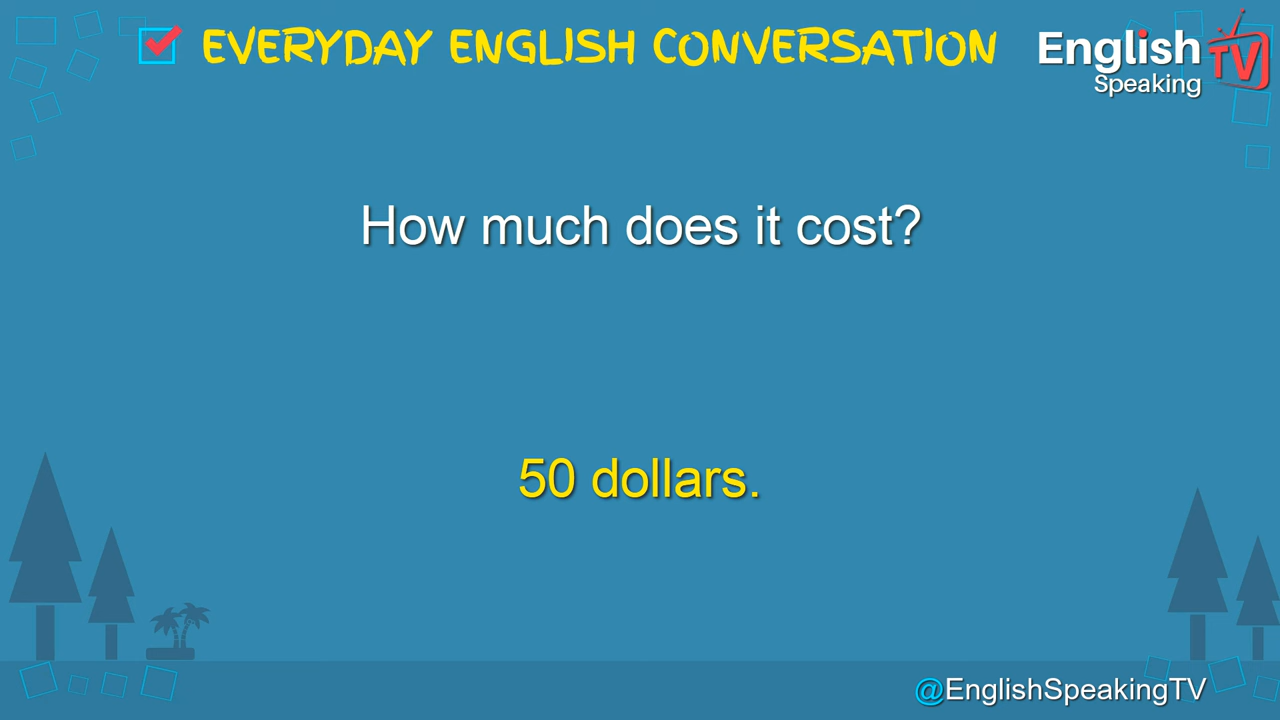 EVERYDAY ENGLISH CONVERSATION
English
Speaking
TV
How much does it cost?
50 dollars.
@EnglishSpeakingTV